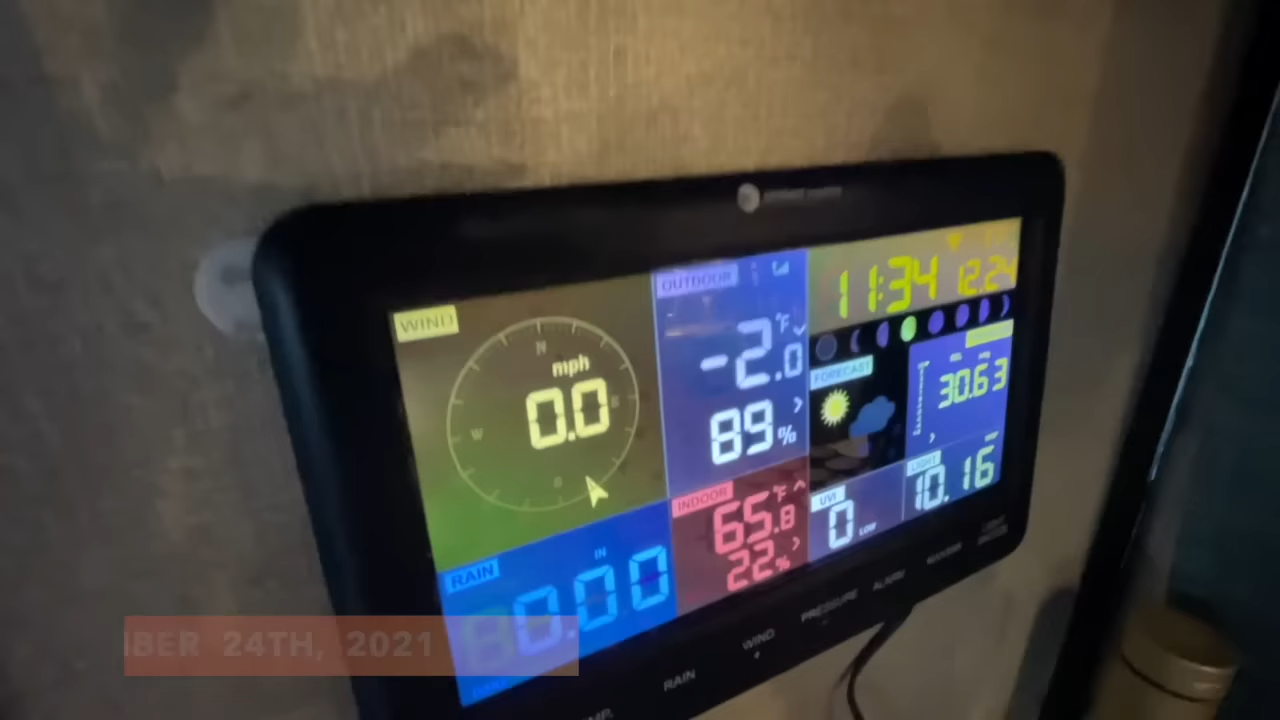 WIND
N
mph
0.0
E
W
S
OUTDOOR
-2.0 °F
89%
11:34 12.24
FORECAST
30.63
INDOOR
65.8 °F
22%
UVI
0 LOW
LIGHT
10.16
RAIN
IN
0.00
RAIN
WIND
PRESSURE
ALARM
MBER 24TH, 2021